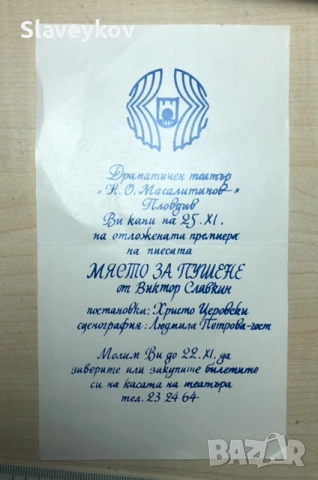 Slaveykov
Драматичен театър
"Н. О. Масалитинов"
Пловдив
Ви кани на 25. XI.
на отложената премиера
на пиесата
МЯСТО ЗА ПУШЕНЕ
от Виктор Славкин
постановка: Христо Церовски
сценография: Людмила Петрова-гост
Молим Ви до 22. XI. да
заверите или закупите билетите
си на касата на театъра
тел. 23 24 64
bazar